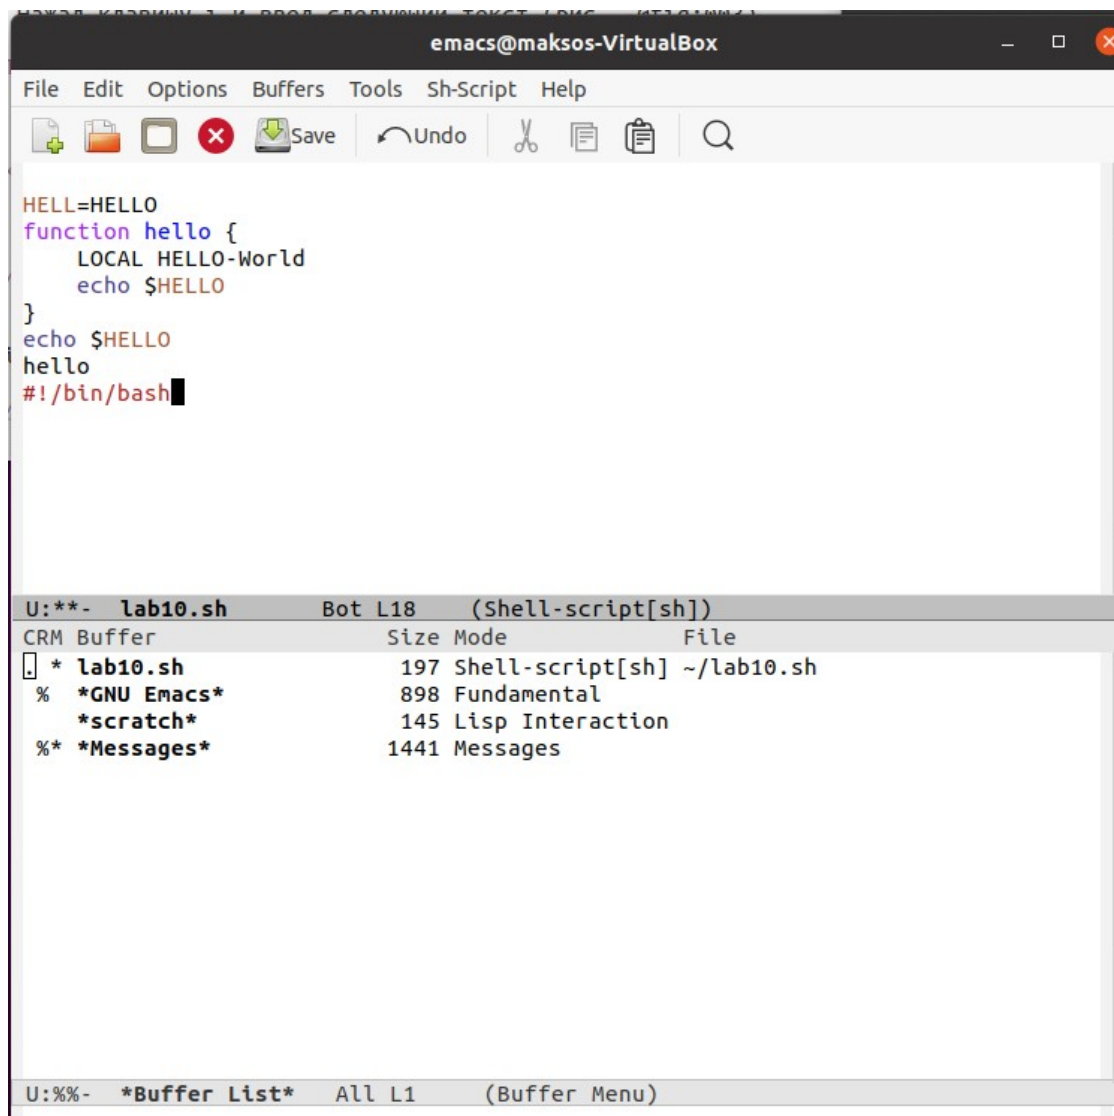 emacs@maksos-VirtualBox
File Edit Options Buffers Tools Sh-Script Help
Save Undo
HELL=HELLO
function hello {
    LOCAL HELLO-World
    echo $HELLO
}
echo $HELLO
hello
#!/bin/bash
U:**- lab10.sh Bot L18 (Shell-script[sh])
CRM Buffer Size Mode File
. * lab10.sh 197 Shell-script[sh] ~/lab10.sh
% *GNU Emacs* 898 Fundamental
*scratch* 145 Lisp Interaction
%* *Messages* 1441 Messages
U:%%- *Buffer List* All L1 (Buffer Menu)